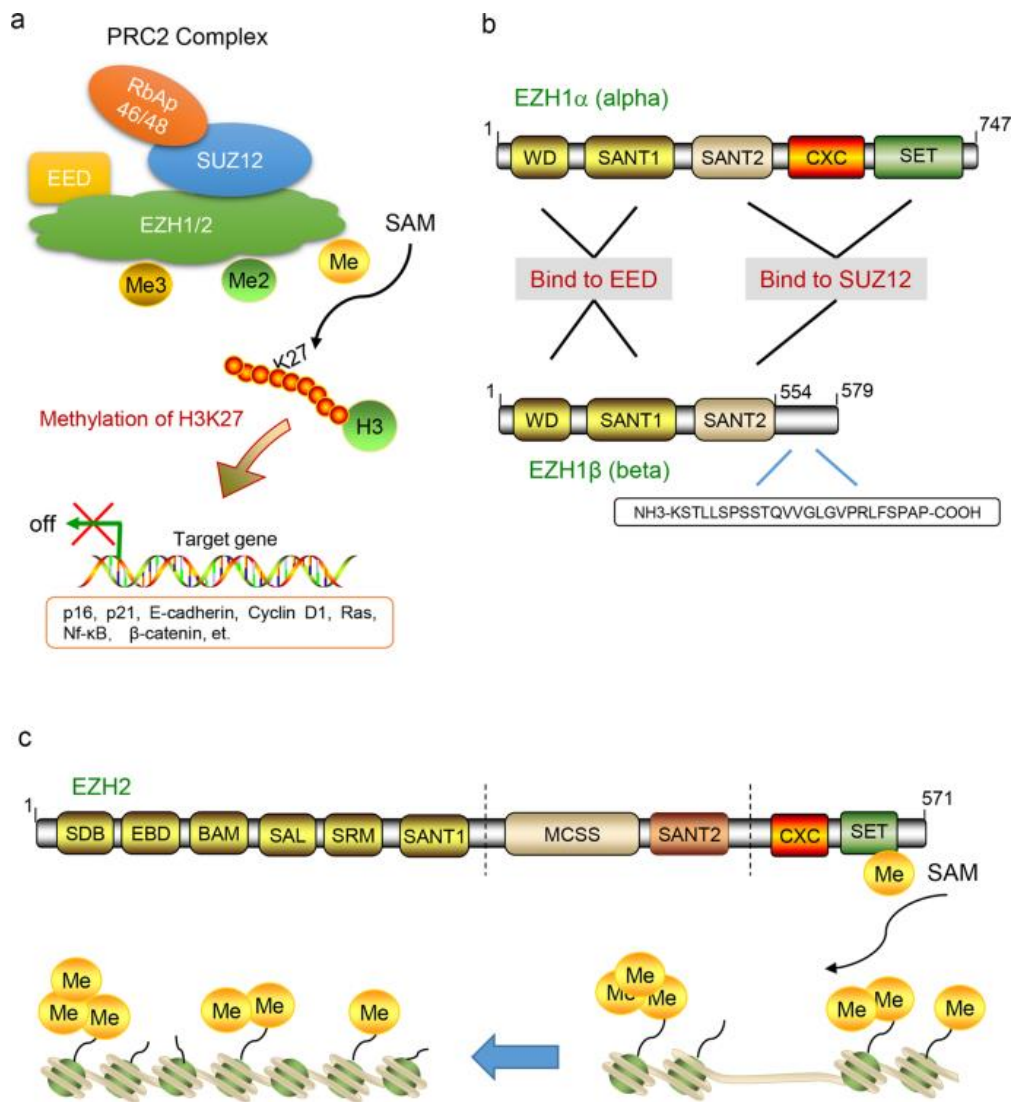 a
PRC2 Complex
RbAp
46/48
SUZ12
EED
EZH1/2
SAM
Me3
Me2
Me
K27
H3
Methylation of H3K27
off
Target gene
p16, p21, E-cadherin, Cyclin D1, Ras,
Nf-κB, β-catenin, et.
b
EZH1α (alpha)
1
747
WD
SANT1
SANT2
CXC
SET
Bind to EED
Bind to SUZ12
1
554
579
WD
SANT1
SANT2
EZH1β (beta)
NH3-KSTLLSPSSTQVVGLGVPRLFSPAP-COOH
c
EZH2
1
571
SDB
EBD
BAM
SAL
SRM
SANT1
MCSS
SANT2
CXC
SET
Me
SAM
Me
Me
Me
Me
Me
Me
Me
Me
Me
Me
Me
Me